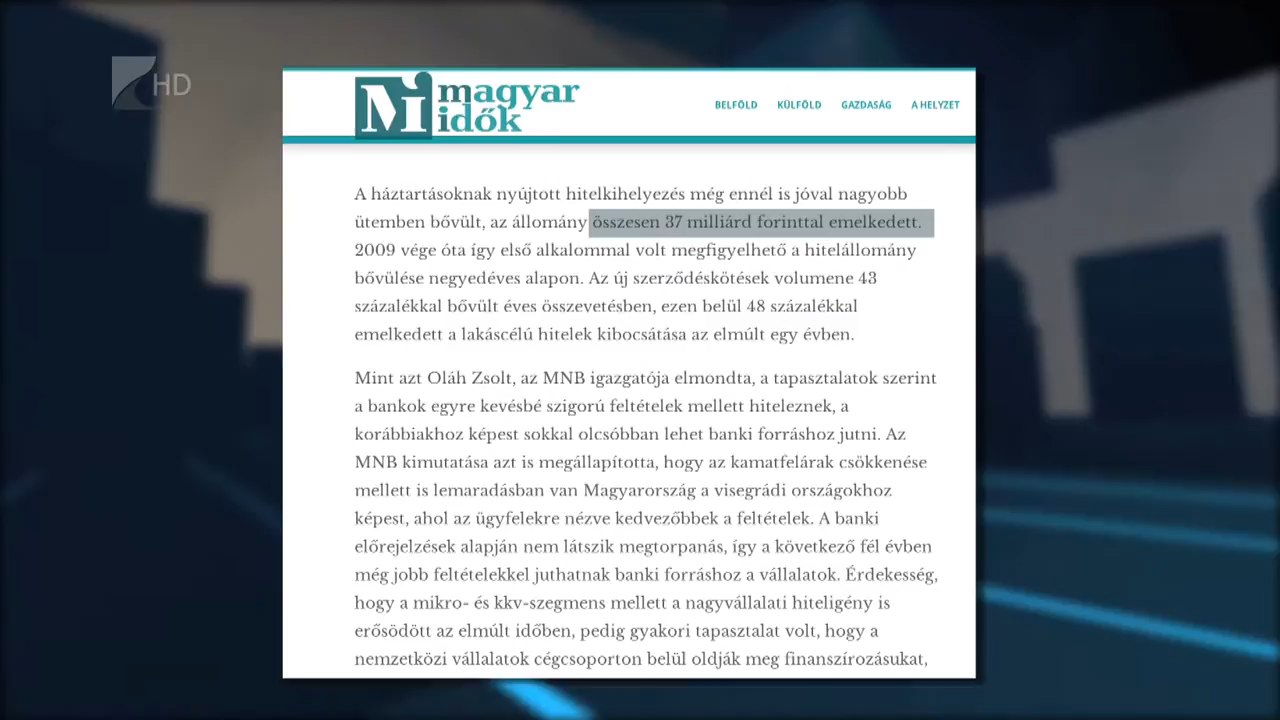 HD
magyar
idők
BELFÖLD KÜLFÖLD GAZDASÁG A HELYZET
A háztartásoknak nyújtott hitelkihelyezés még ennél is jóval nagyobb
ütemben bővült, az állomány összesen 37 milliárd forinttal emelkedett.
2009 vége óta így első alkalommal volt megfigyelhető a hitelállomány
bővülése negyedéves alapon. Az új szerződéskötések volumene 43
százalékkal bővült éves összevetésben, ezen belül 48 százalékkal
emelkedett a lakáscélú hitelek kibocsátása az elmúlt egy évben.
Mint azt Oláh Zsolt, az MNB igazgatója elmondta, a tapasztalatok szerint
a bankok egyre kevésbé szigorú feltételek mellett hiteleznek, a
korábbiakhoz képest sokkal olcsóbban lehet banki forráshoz jutni. Az
MNB kimutatása azt is megállapította, hogy az kamatfelárak csökkenése
mellett is lemaradásban van Magyarország a visegrádi országokhoz
képest, ahol az ügyfelekre nézve kedvezőbbek a feltételek. A banki
előrejelzések alapján nem látszik megtorpanás, így a következő fél évben
még jobb feltételekkel juthatnak banki forráshoz a vállalatok. Érdekesség,
hogy a mikro- és kkv-szegmens mellett a nagyvállalati hiteligény is
erősödött az elmúlt időben, pedig gyakori tapasztalat volt, hogy a
nemzetközi vállalatok cégcsoporton belül oldják meg finanszírozásukat,